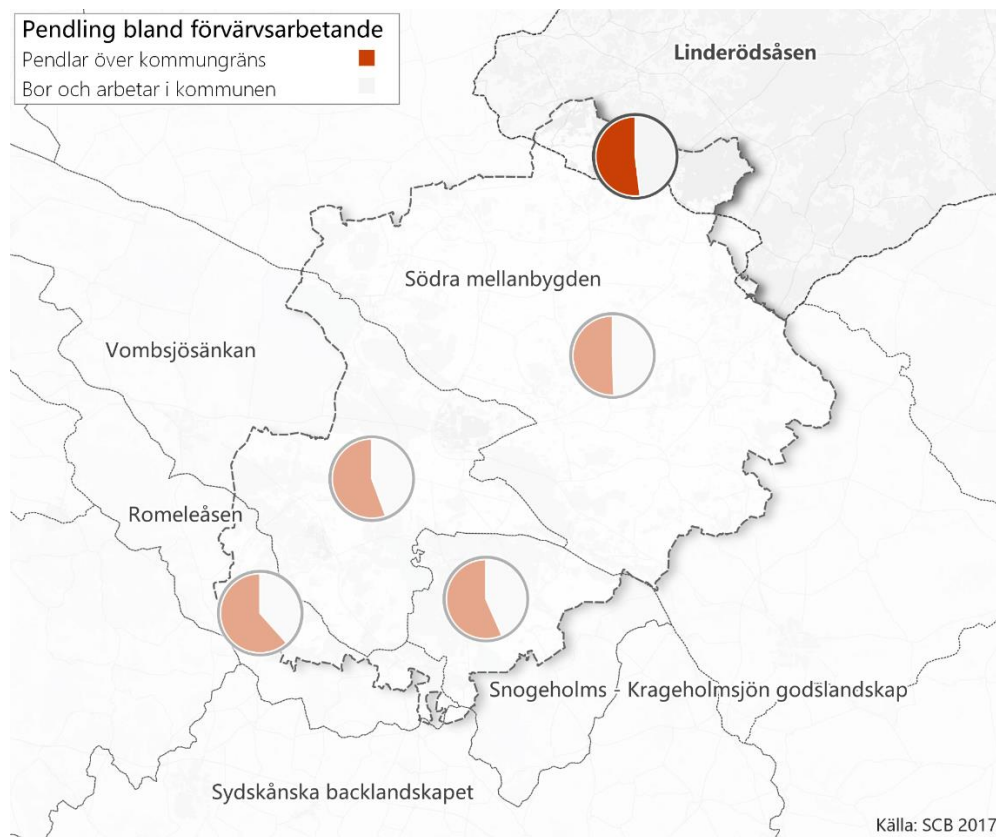 Pendling bland förvärvsarbetande
Pendlar över kommungräns
Bor och arbetar i kommunen
Linderödsåsen
Södra mellanbygden
Vombsjösänkan
Romeleåsen
Snogeholms - Krageholmsjön godslandskap
Sydskånska backlandskapet
Källa: SCB 2017